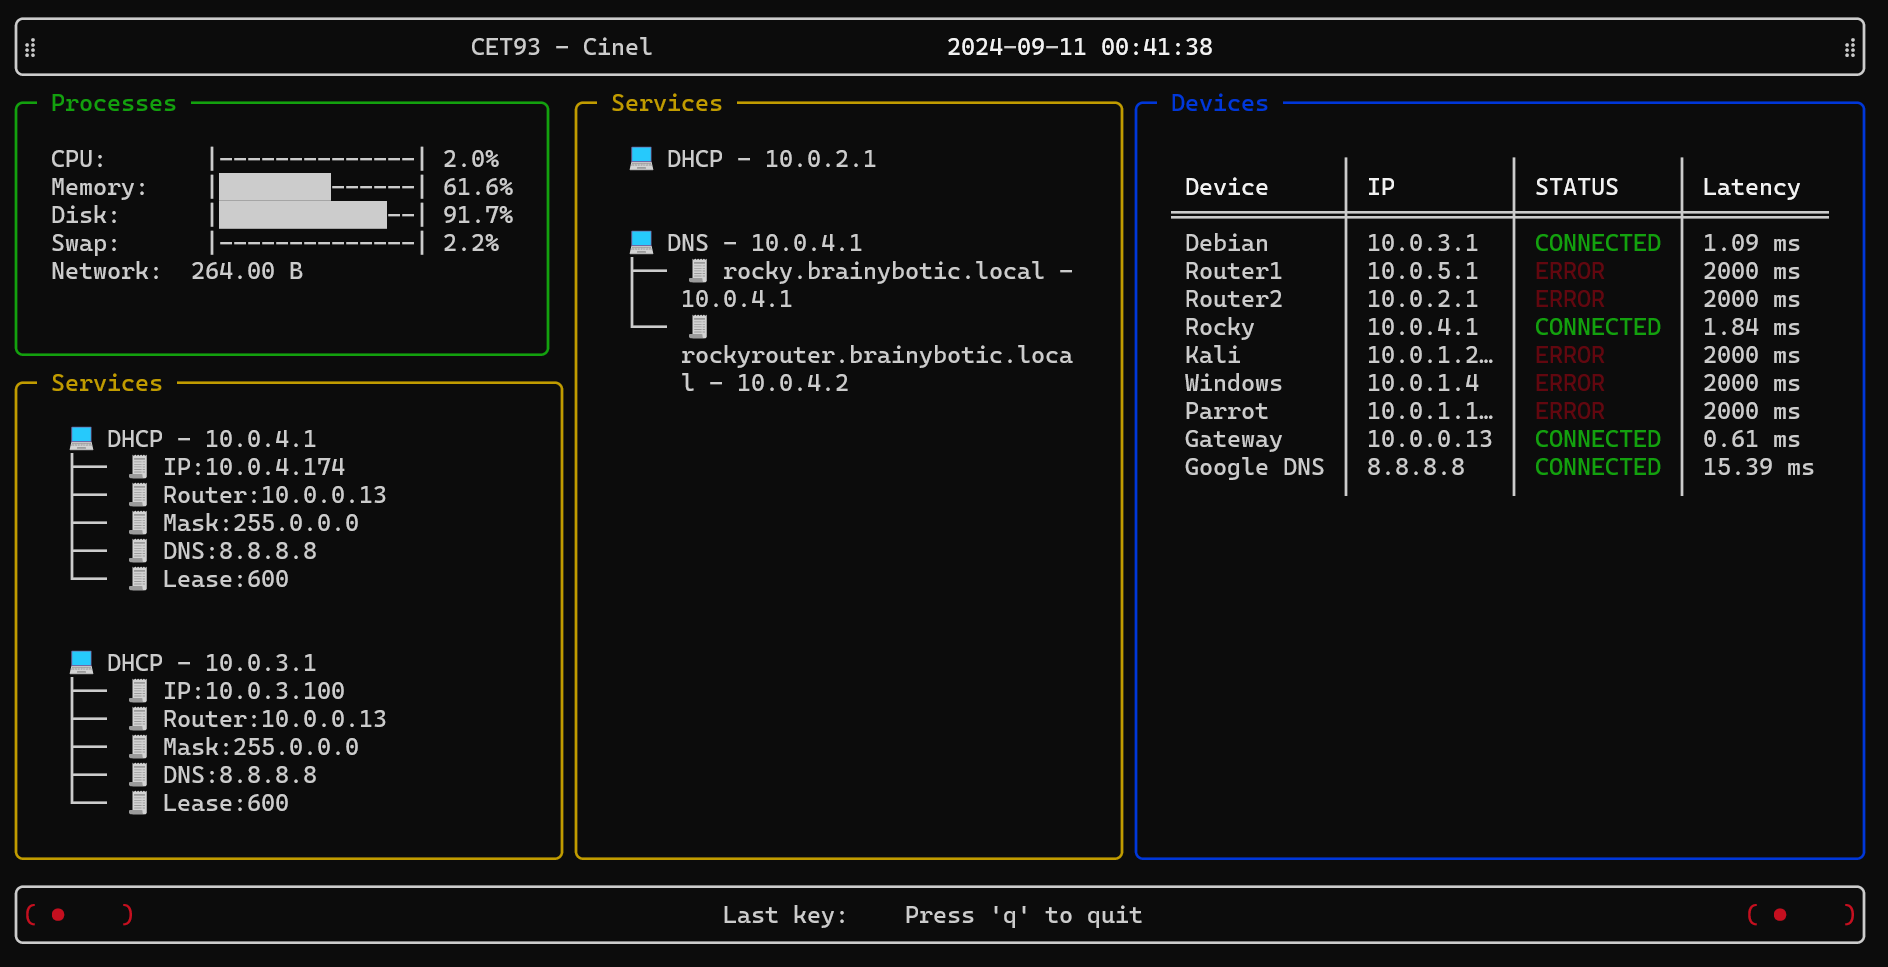 CET93 - Cinel 2024-09-11 00:41:38
Processes
CPU: |--------------| 2.0%
Memory: |████████------| 61.6%
Disk: |████████████--| 91.7%
Swap: |--------------| 2.2%
Network: 264.00 B
Services
DHCP - 10.0.4.1
IP:10.0.4.174
Router:10.0.0.13
Mask:255.0.0.0
DNS:8.8.8.8
Lease:600
DHCP - 10.0.3.1
IP:10.0.3.100
Router:10.0.0.13
Mask:255.0.0.0
DNS:8.8.8.8
Lease:600
Services
DHCP - 10.0.2.1
DNS - 10.0.4.1
rocky.brainybotic.local -
10.0.4.1
rockyrouter.brainybotic.loca
l - 10.0.4.2
Devices
Device IP STATUS Latency
Debian 10.0.3.1 CONNECTED 1.09 ms
Router1 10.0.5.1 ERROR 2000 ms
Router2 10.0.2.1 ERROR 2000 ms
Rocky 10.0.4.1 CONNECTED 1.84 ms
Kali 10.0.1.2… ERROR 2000 ms
Windows 10.0.1.4 ERROR 2000 ms
Parrot 10.0.1.1… ERROR 2000 ms
Gateway 10.0.0.13 CONNECTED 0.61 ms
Google DNS 8.8.8.8 CONNECTED 15.39 ms
( ● ) Last key: Press 'q' to quit ( ● )